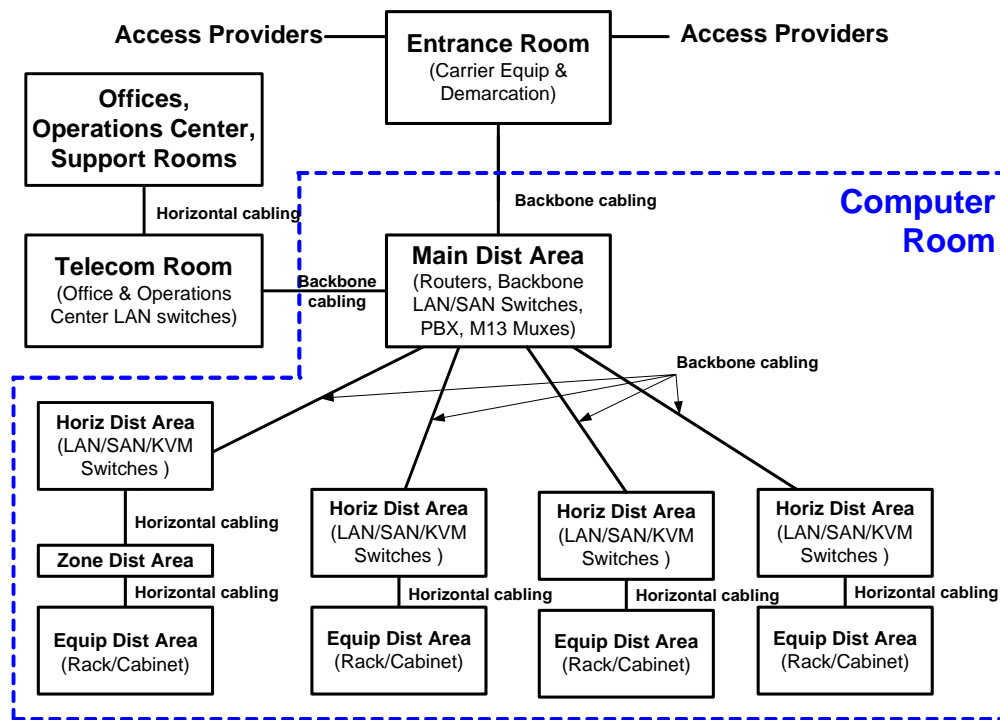 Access Providers
Entrance Room
(Carrier Equip &
Demarcation)
Access Providers
Offices,
Operations Center,
Support Rooms
Horizontal cabling
Backbone cabling
Computer
Room
Telecom Room
(Office & Operations
Center LAN switches)
Backbone
cabling
Main Dist Area
(Routers, Backbone
LAN/SAN Switches,
PBX, M13 Muxes)
Backbone cabling
Horiz Dist Area
(LAN/SAN/KVM
Switches )
Horizontal cabling
Zone Dist Area
Horizontal cabling
Equip Dist Area
(Rack/Cabinet)
Horiz Dist Area
(LAN/SAN/KVM
Switches )
Horizontal cabling
Equip Dist Area
(Rack/Cabinet)
Horiz Dist Area
(LAN/SAN/KVM
Switches )
Horizontal cabling
Equip Dist Area
(Rack/Cabinet)
Horiz Dist Area
(LAN/SAN/KVM
Switches )
Horizontal cabling
Equip Dist Area
(Rack/Cabinet)